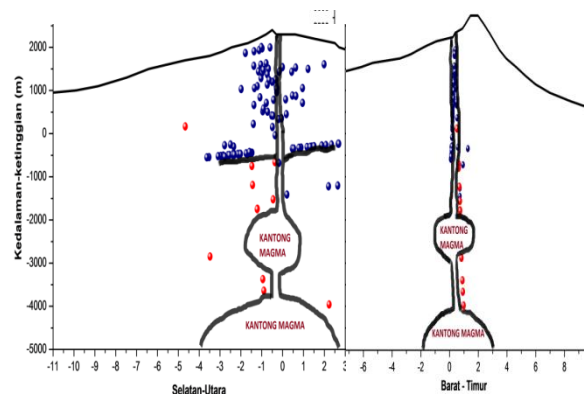 Kedalaman-ketinggian (m)
2000
1000
0
-1000
-2000
-3000
-4000
-5000
KANTONG
MAGMA
KANTONG MAGMA
-11 -9 -8 -7 -6 -5 -4 -3 -2 -1 0 1 2 3
Selatan-Utara
KANTONG
MAGMA
KANTONG MAGMA
-6 -4 -2 0 2 4 6 8
Barat - Timur